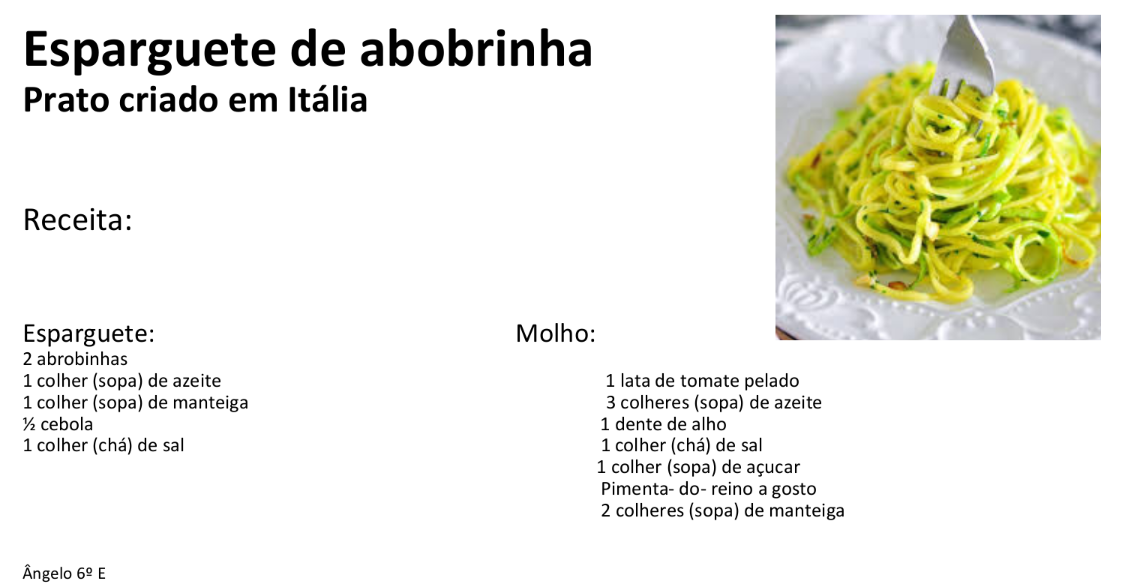 Esparguete de abobrinha
Prato criado em Itália
Receita:
Esparguete:
2 abrobinhas
1 colher (sopa) de azeite
1 colher (sopa) de manteiga
½ cebola
1 colher (chá) de sal
Molho:
1 lata de tomate pelado
3 colheres (sopa) de azeite
1 dente de alho
1 colher (chá) de sal
1 colher (sopa) de açucar
Pimenta- do- reino a gosto
2 colheres (sopa) de manteiga
Ângelo 6º E